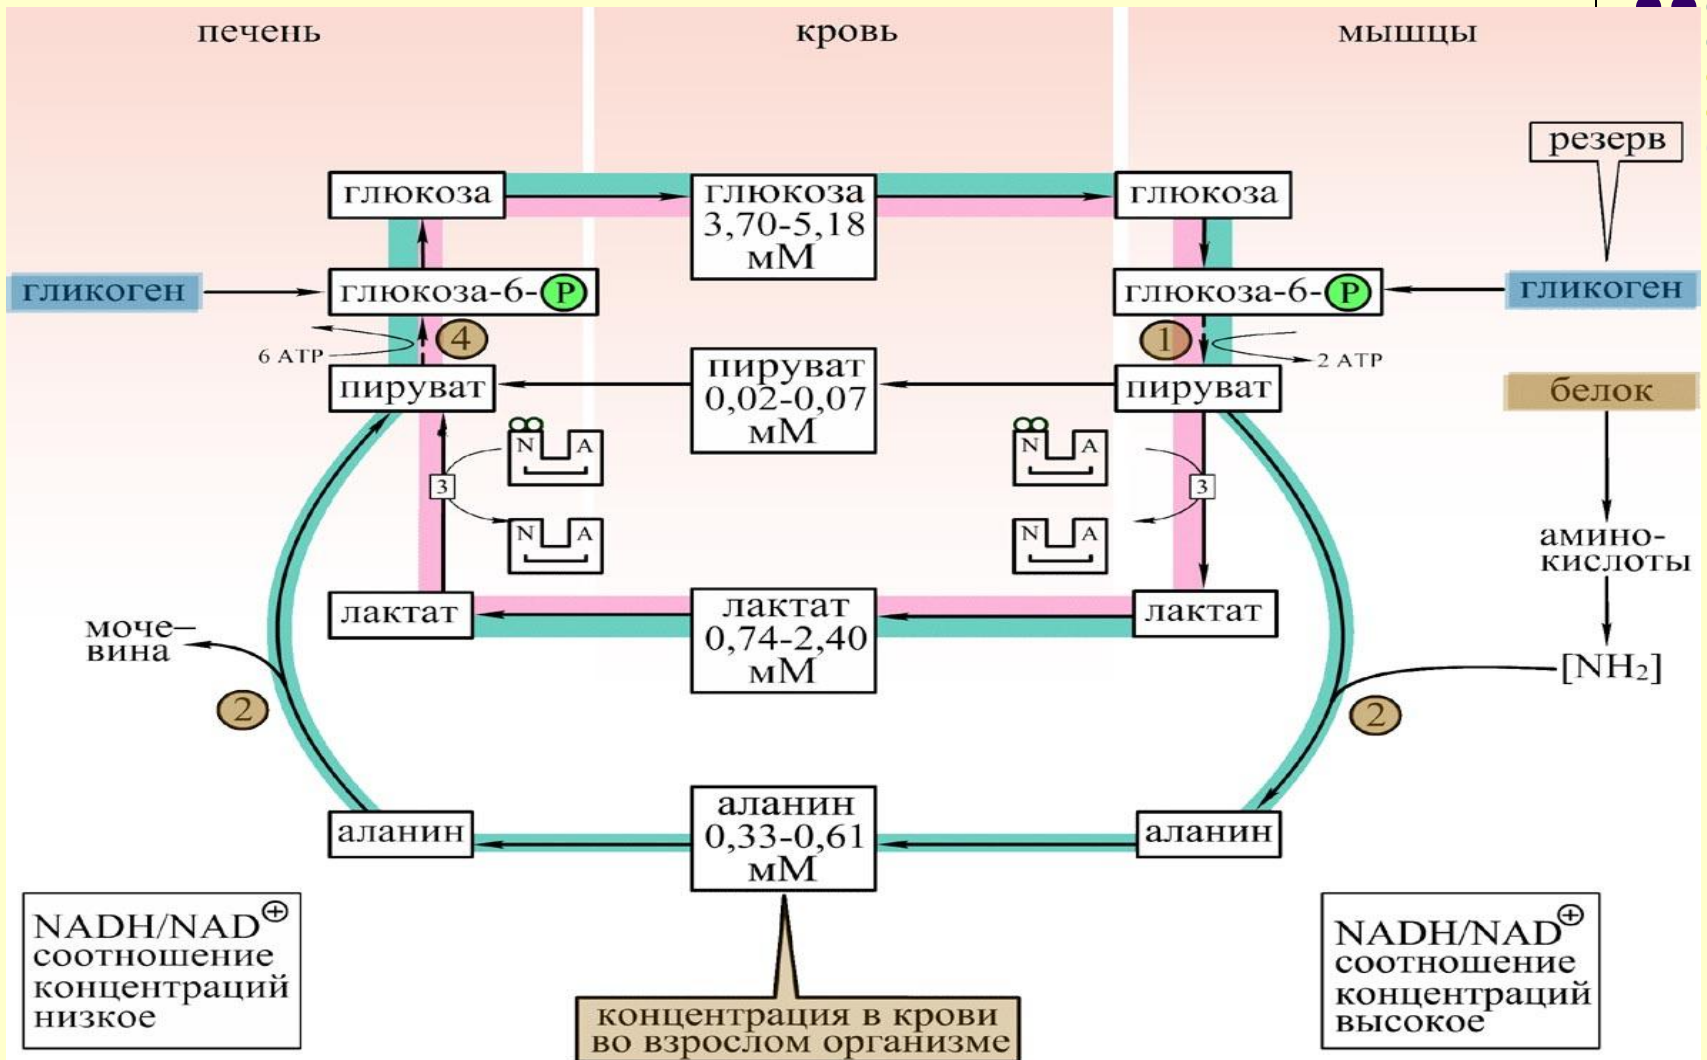 печень
кровь
мышцы
резерв
глюкоза
глюкоза
3,70-5,18
мМ
глюкоза
гликоген
глюкоза-6-P
глюкоза-6-P
гликоген
4
6 АТР
1
2 АТР
пируват
пируват
0,02-0,07
мМ
пируват
белок
N A
N A
3
3
N A
N A
амино-
кислоты
лактат
лактат
0,74-2,40
мМ
лактат
моче–
вина
[NH2]
2
2
аланин
аланин
0,33-0,61
мМ
аланин
NADH/NAD⊕
соотношение
концентраций
низкое
концентрация в крови
во взрослом организме
NADH/NAD⊕
соотношение
концентраций
высокое